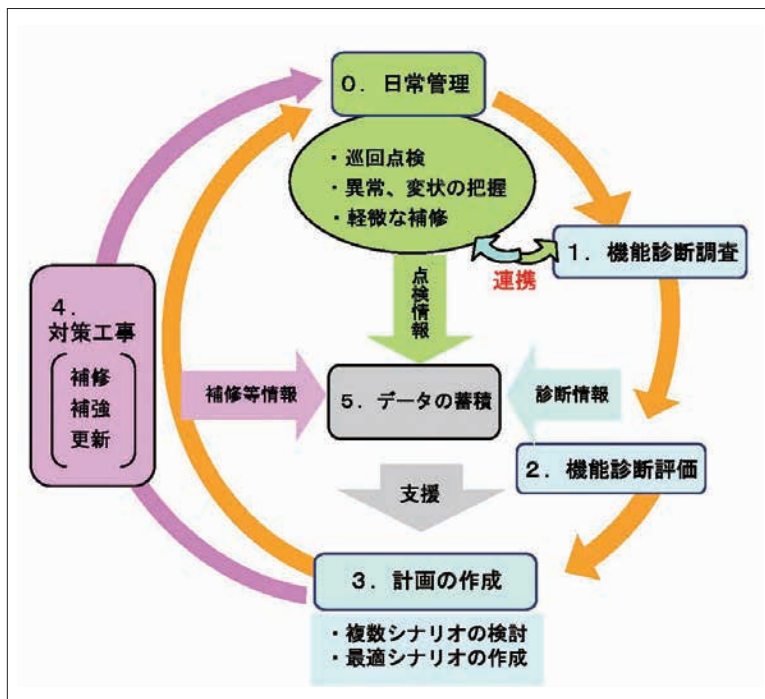 ０．日常管理
・巡回点検
・異常、変状の把握
・軽微な補修
連携
１．機能診断調査
点検情報
４．
対策工事
補修
補強
更新
補修等情報
５．データの蓄積
診断情報
２．機能診断評価
支援
３．計画の作成
・複数シナリオの検討
・最適シナリオの作成